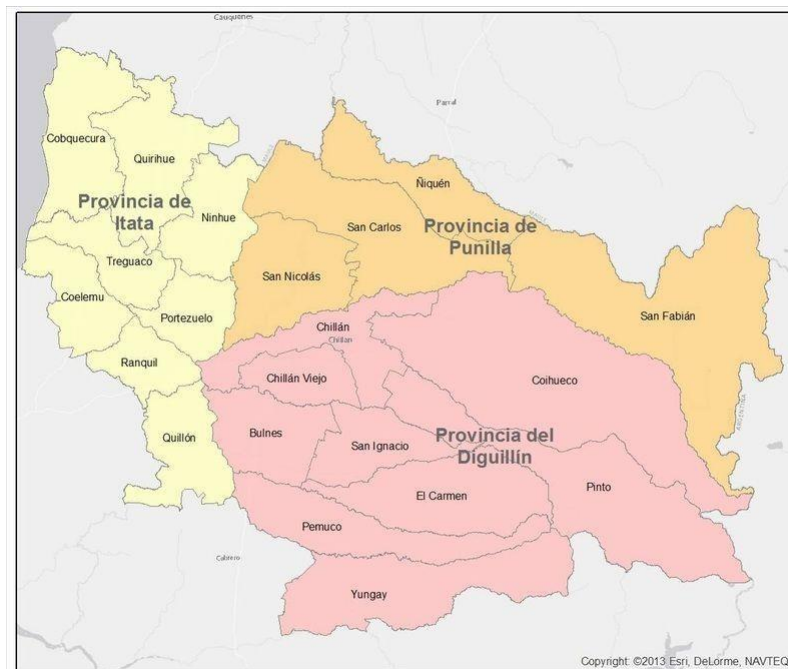 Cauquenes
Parral
Cobquecura
Quirihue
Ñiquén
Provincia de
Itata
Ninhue
San Carlos
Provincia de
Punilla
Treguaco
San Nicolás
Coelemu
Portezuelo
San Fabián
Chillán
Chillan
Ranquil
Chillán Viejo
Coihueco
Quillón
Bulnes
San Ignacio
Provincia del
Diguillín
Pinto
El Carmen
Pemuco
Cabrero
Yungay
Copyright: ©2013 Esri, DeLorme, NAVTEQ